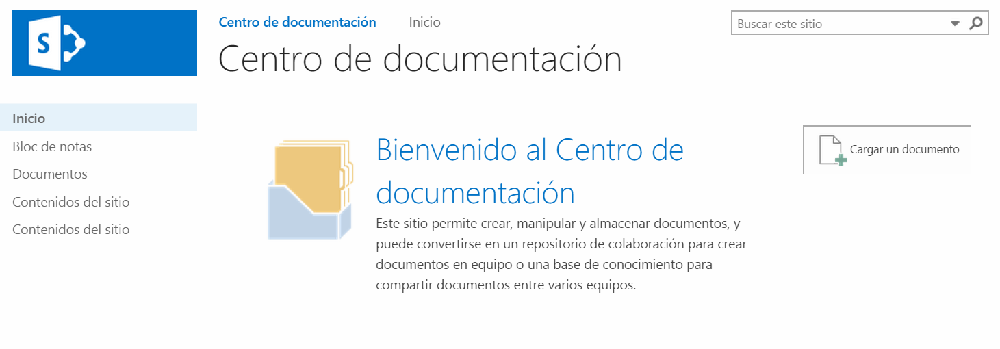 S
Centro de documentación
Inicio
Buscar este sitio
Centro de documentación
Inicio
Bloc de notas
Documentos
Contenidos del sitio
Contenidos del sitio
Bienvenido al Centro de
documentación
Este sitio permite crear, manipular y almacenar documentos, y
puede convertirse en un repositorio de colaboración para crear
documentos en equipo o una base de conocimiento para
compartir documentos entre varios equipos.
Cargar un documento